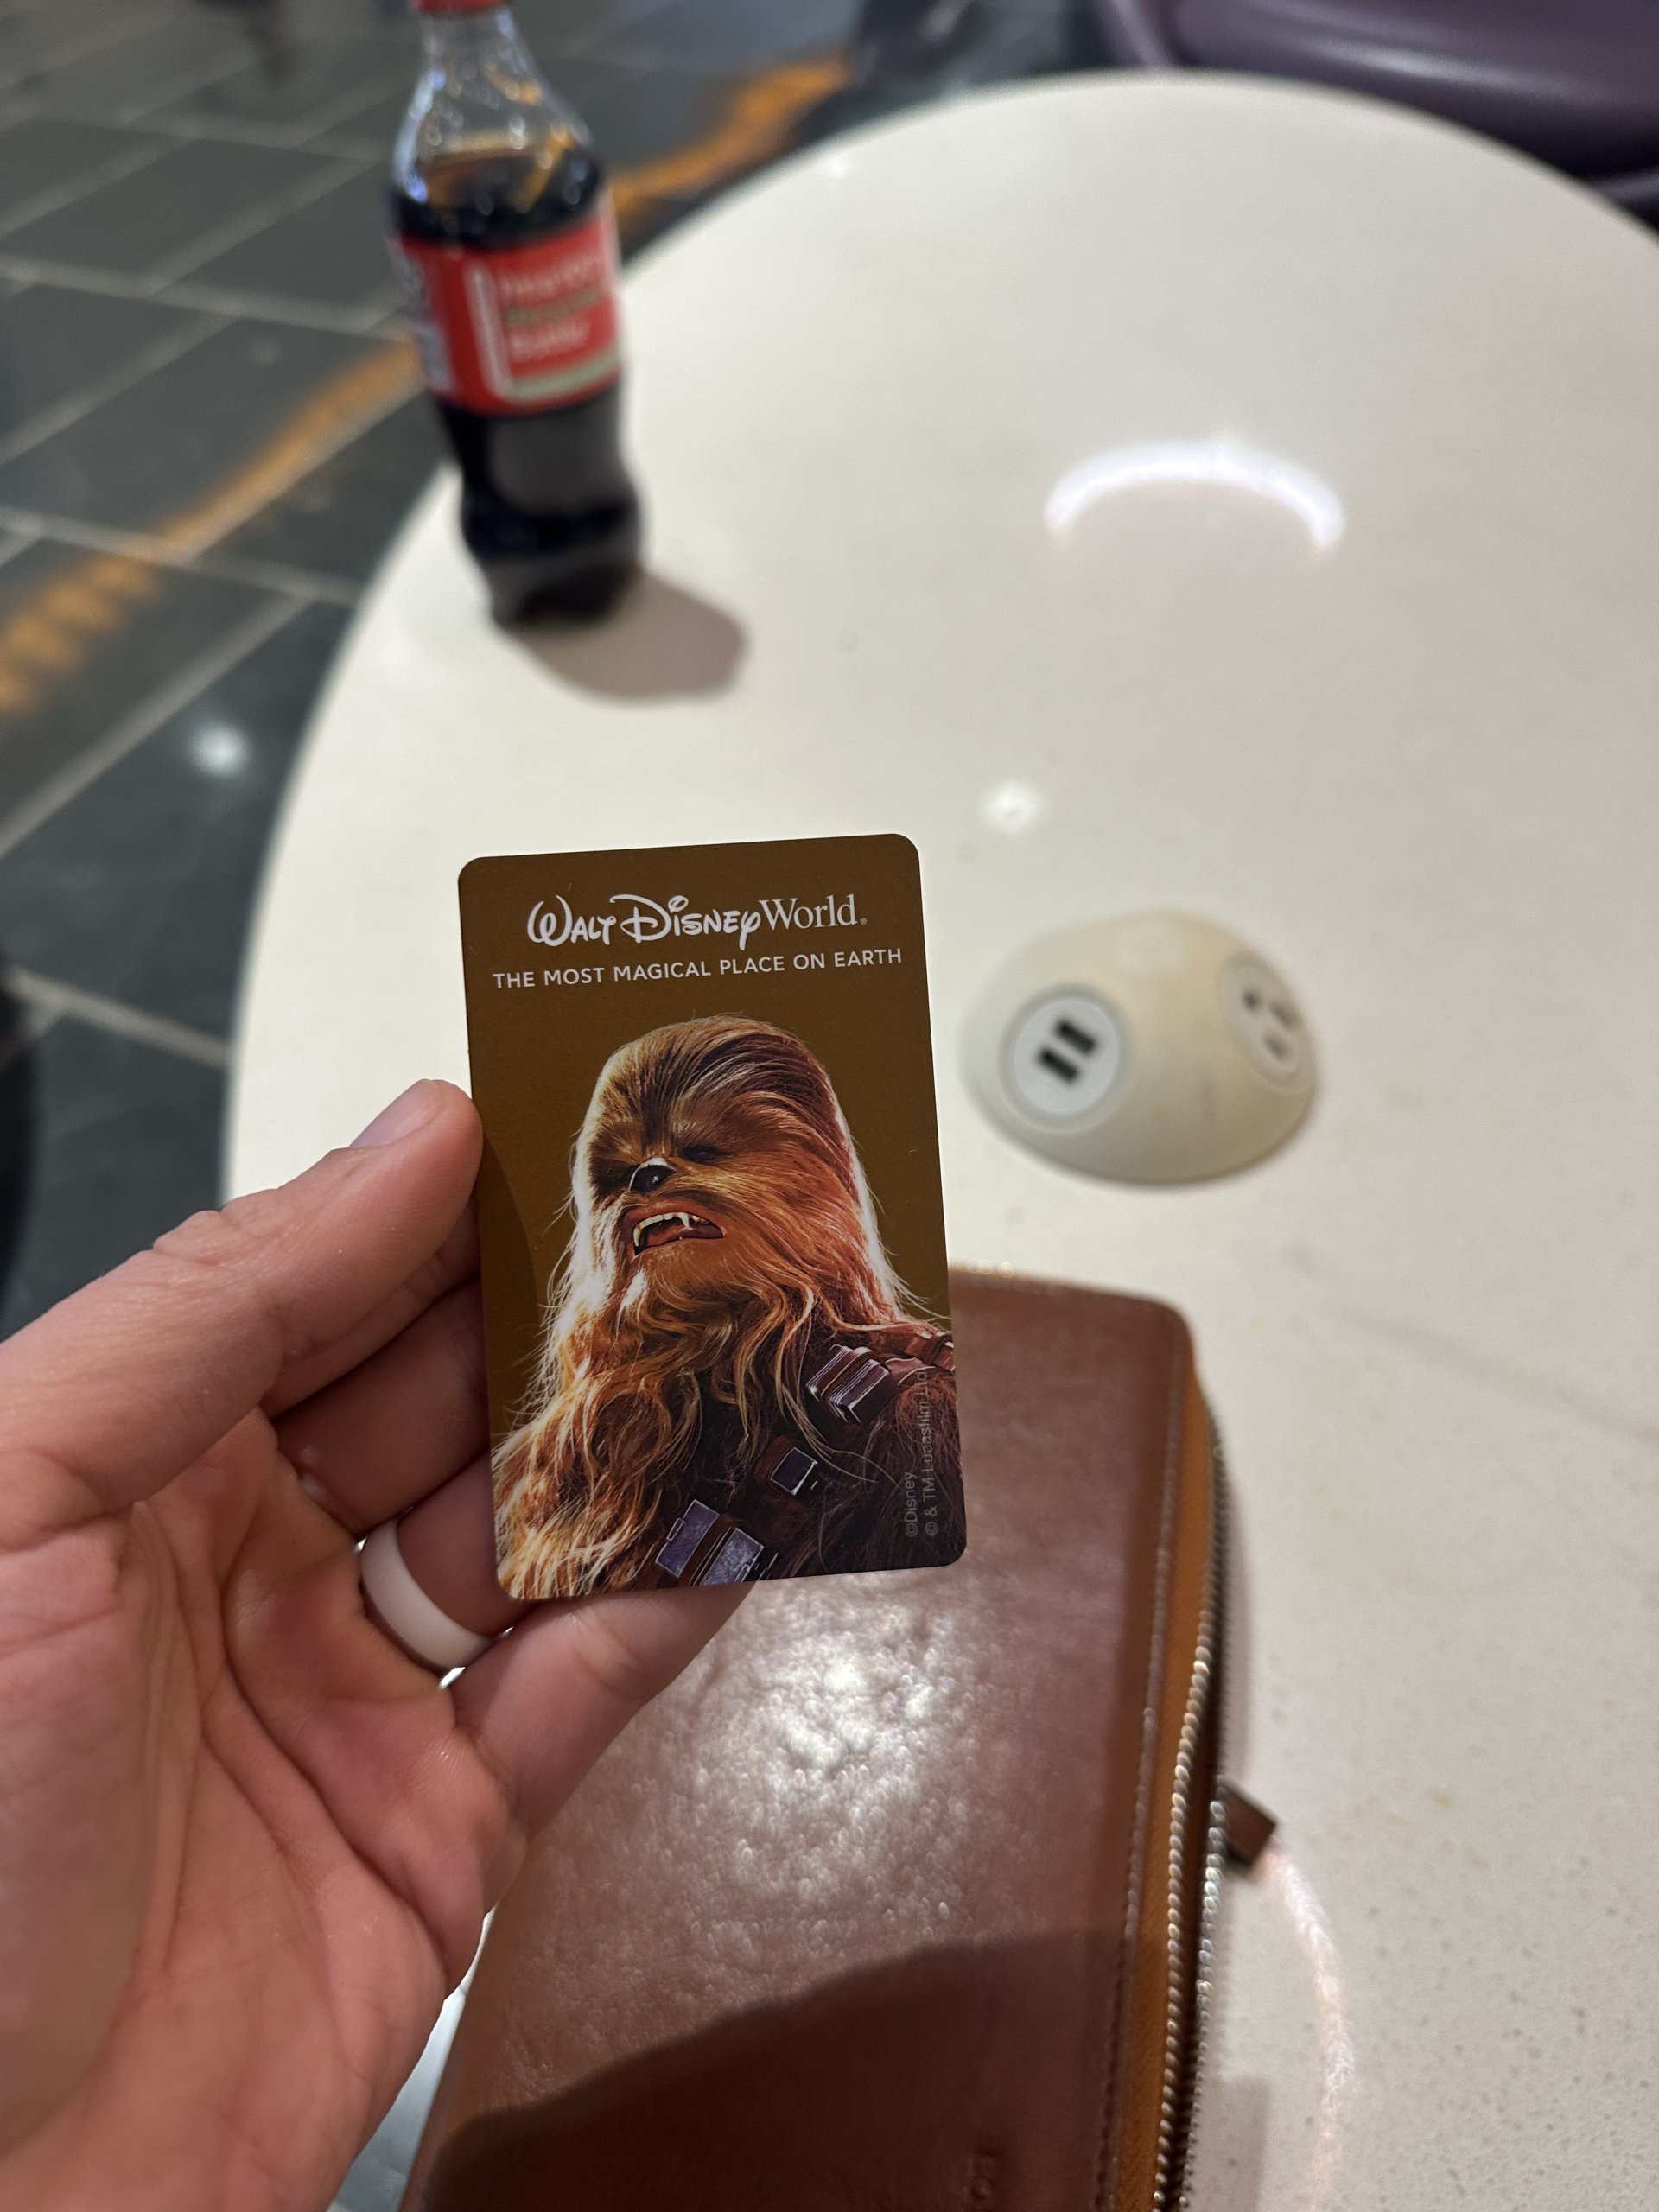 WALT DISNEY World®
THE MOST MAGICAL PLACE ON EARTH
©Disney
© & TM Lucasfilm Ltd.